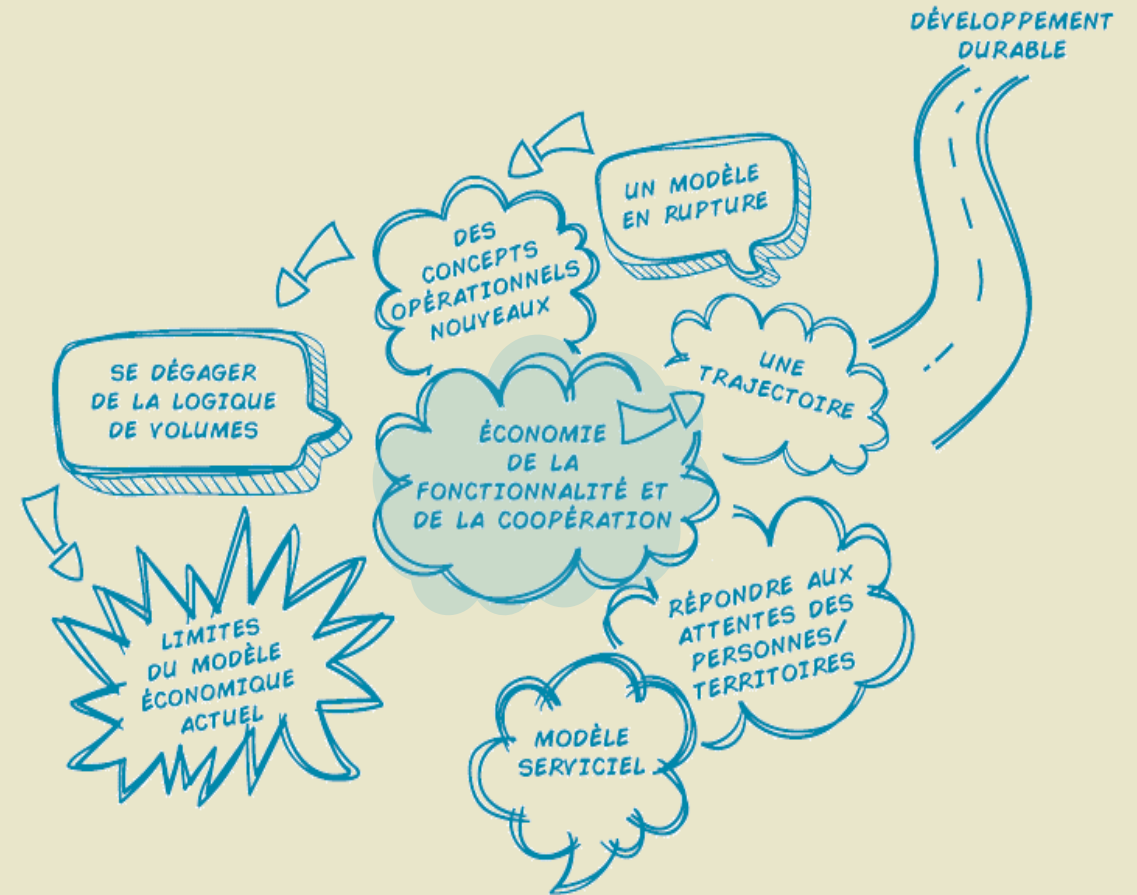 DÉVELOPPEMENT
DURABLE
UN MODÈLE
EN RUPTURE
DES
CONCEPTS
OPÉRATIONNELS
NOUVEAUX
SE DÉGAGER
DE LA LOGIQUE
DE VOLUMES
UNE
TRAJECTOIRE
ÉCONOMIE
DE LA
FONCTIONNALITÉ ET
DE LA COOPÉRATION
LIMITES
DU MODÈLE
ÉCONOMIQUE
ACTUEL
RÉPONDRE AUX
ATTENTES DES
PERSONNES/
TERRITOIRES
MODÈLE
SERVICIEL